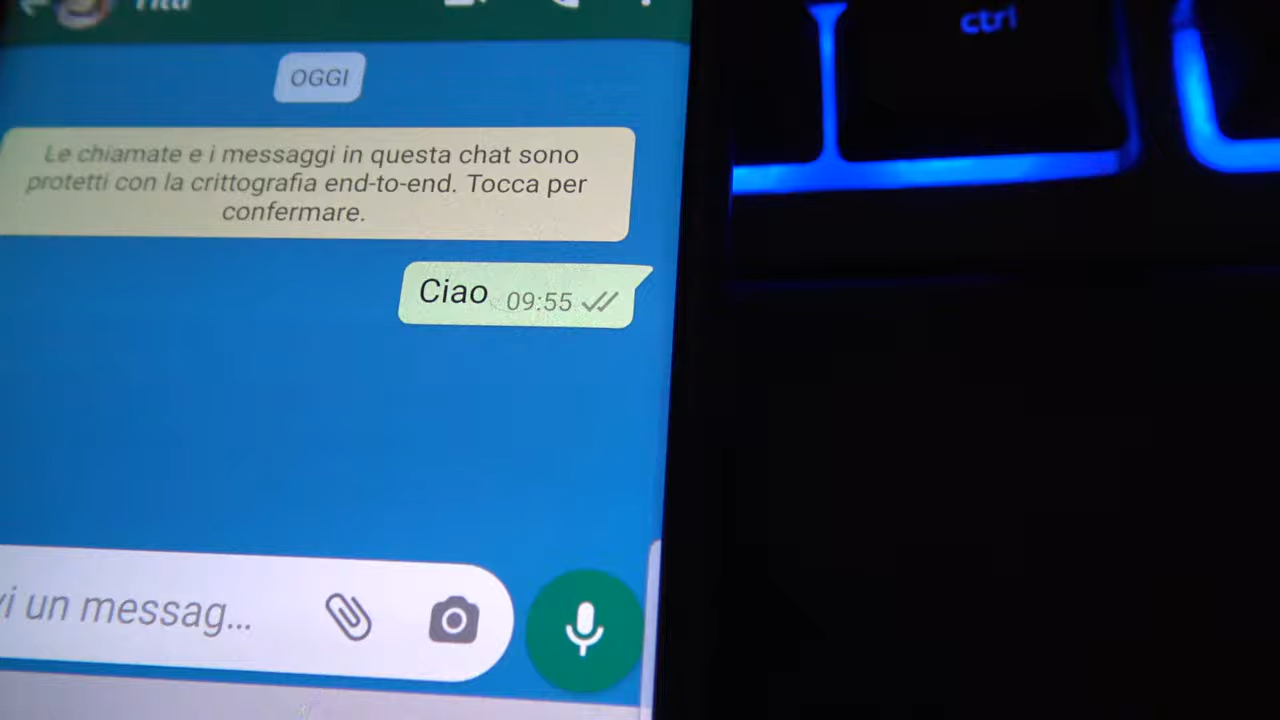 OGGI
Le chiamate e i messaggi in questa chat sono
protetti con la crittografia end-to-end. Tocca per
confermare.
Ciao 09:55
un messag...
ctrl